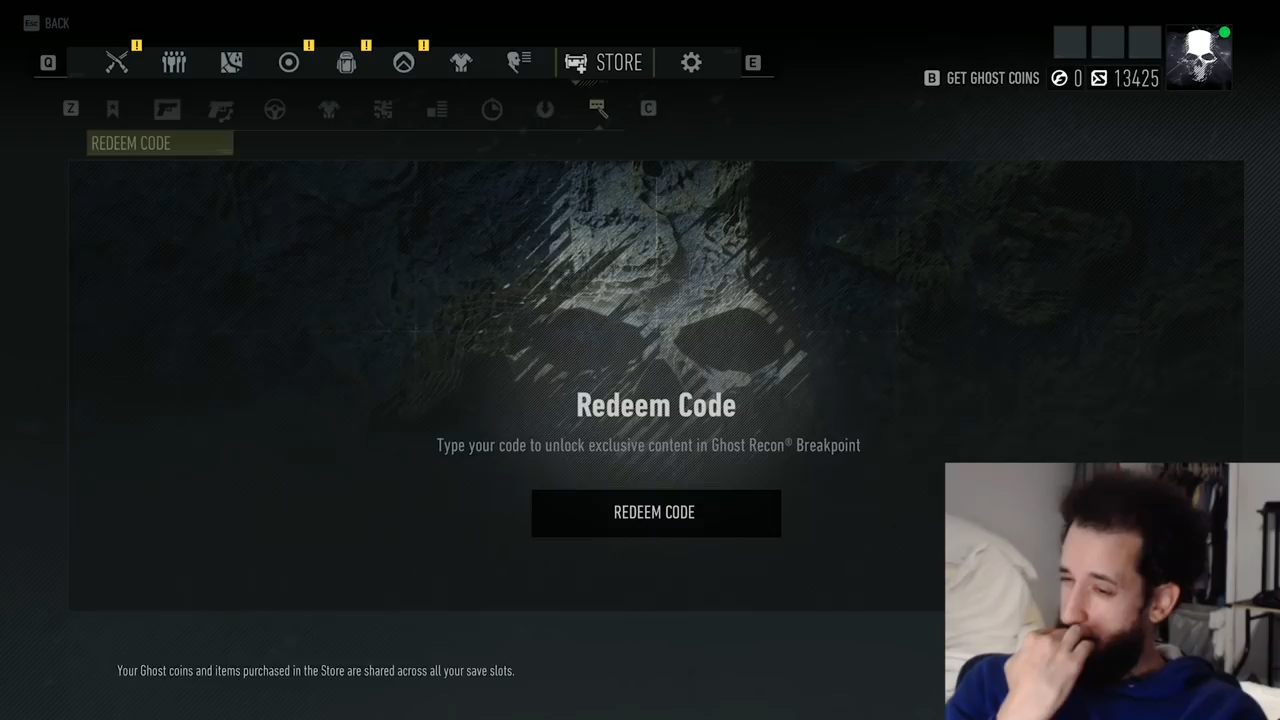 Esc BACK
Q STORE E
B GET GHOST COINS 0 13425
Z C
REDEEM CODE
Redeem Code
Type your code to unlock exclusive content in Ghost Recon® Breakpoint
REDEEM CODE
Your Ghost coins and items purchased in the Store are shared across all your save slots.